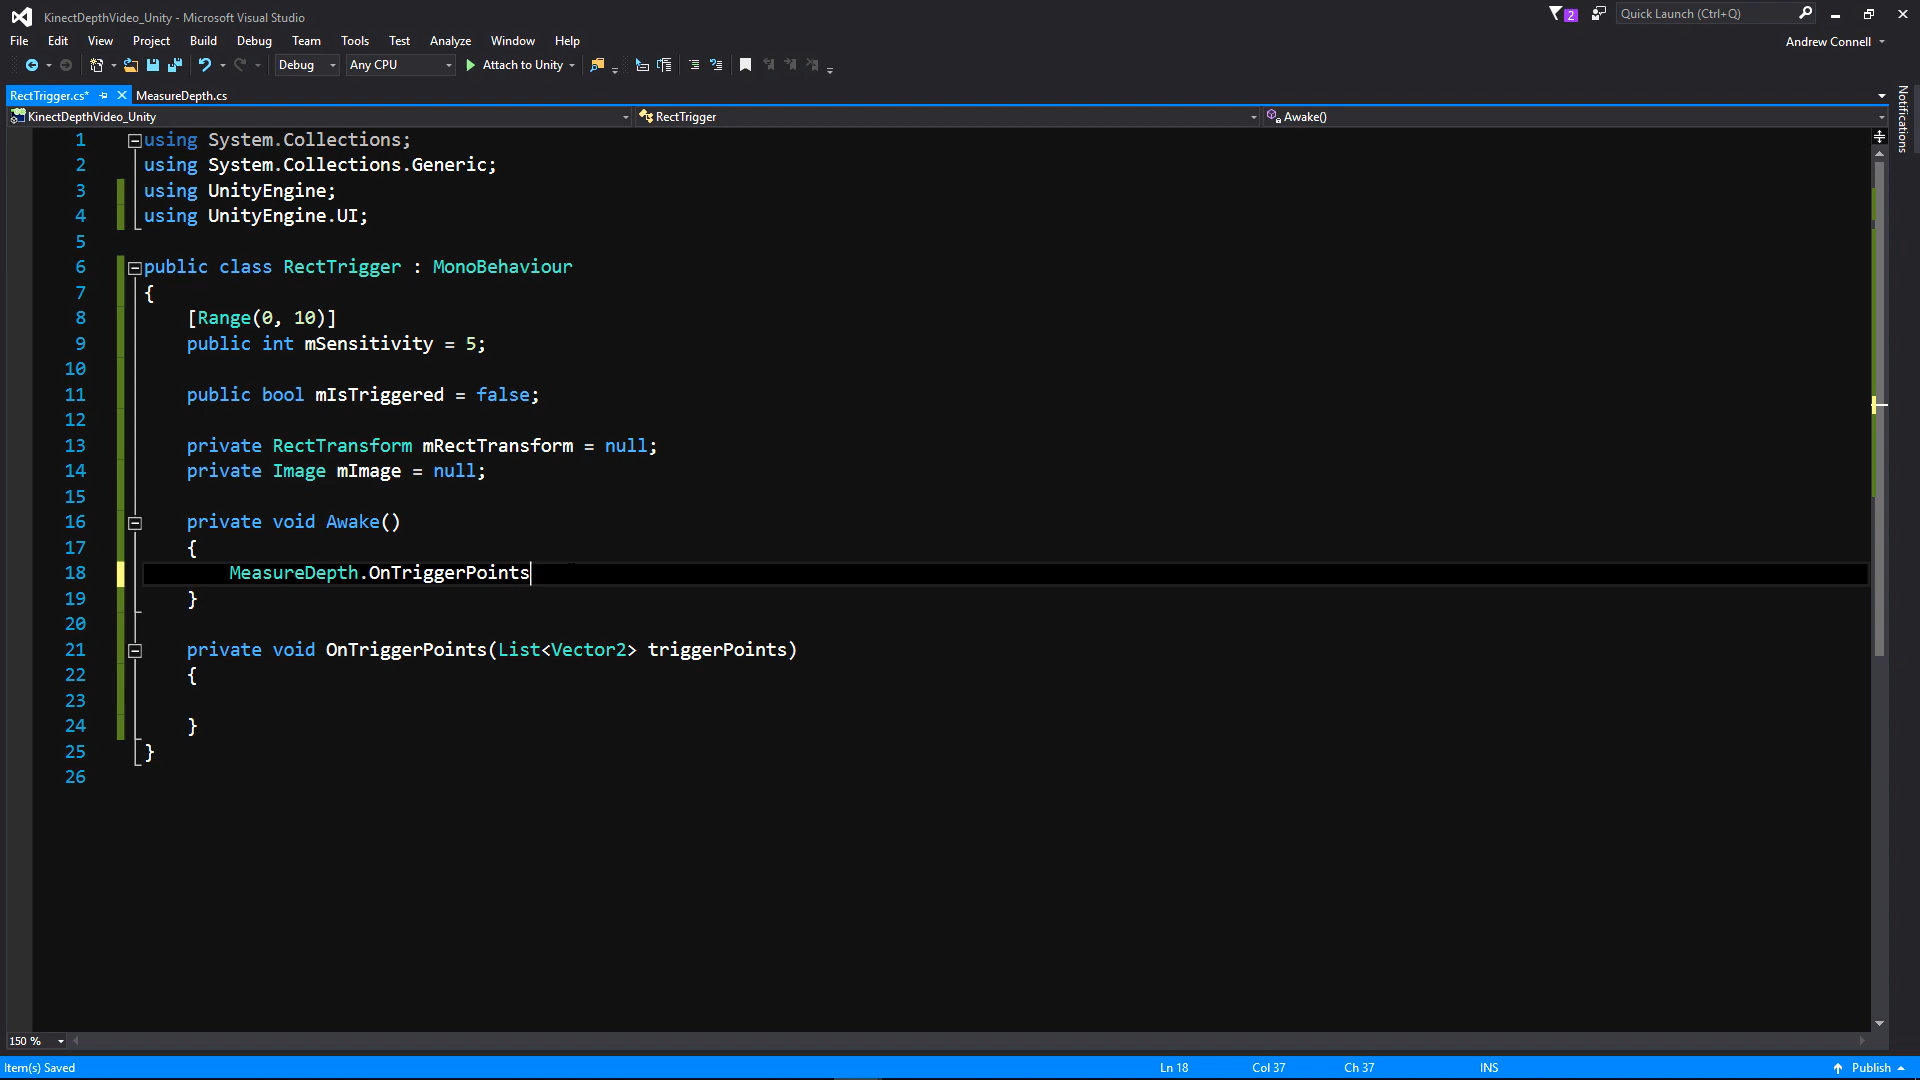 KinectDepthVideo_Unity - Microsoft Visual Studio
2
Quick Launch (Ctrl+Q)
File Edit View Project Build Debug Team Tools Test Analyze Window Help
Andrew Connell
Debug Any CPU Attach to Unity
RectTrigger.cs* MeasureDepth.cs
KinectDepthVideo_Unity RectTrigger Awake()
Notifications
1 using System.Collections;
2 using System.Collections.Generic;
3 using UnityEngine;
4 using UnityEngine.UI;
5
6 public class RectTrigger : MonoBehaviour
7 {
8 [Range(0, 10)]
9 public int mSensitivity = 5;
10
11 public bool mIsTriggered = false;
12
13 private RectTransform mRectTransform = null;
14 private Image mImage = null;
15
16 private void Awake()
17 {
18 MeasureDepth.OnTriggerPoints
19 }
20
21 private void OnTriggerPoints(List<Vector2> triggerPoints)
22 {
23
24 }
25 }
26
150 %
Item(s) Saved Ln 18 Col 37 Ch 37 INS Publish